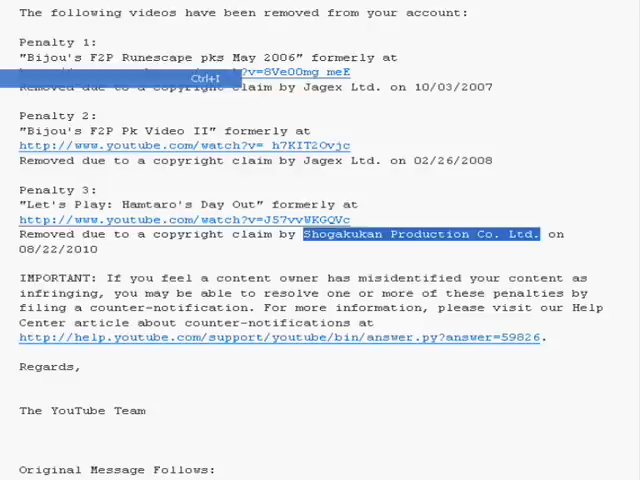 The following videos have been removed from your account:
Penalty 1:
"Bijou's F2P Runescape pks May 2006" formerly at
?v=8Ve00mg_meE
Ctrl+I
Removed due to a copyright claim by Jagex Ltd. on 10/03/2007
Penalty 2:
"Bijou's F2P Pk Video II" formerly at
http://www.youtube.com/watch?v=_h7KIT2Ovjc
Removed due to a copyright claim by Jagex Ltd. on 02/26/2008
Penalty 3:
"Let's Play: Hamtaro's Day Out" formerly at
http://www.youtube.com/watch?v=JS7vvWKGQVc
Removed due to a copyright claim by Shogakukan Production Co. Ltd. on
08/22/2010
IMPORTANT: If you feel a content owner has misidentified your content as
infringing, you may be able to resolve one or more of these penalties by
filing a counter-notification. For more information, please visit our Help
Center article about counter-notifications at
http://help.youtube.com/support/youtube/bin/answer.py?answer=59826.
Regards,
The YouTube Team
Original Message Follows: